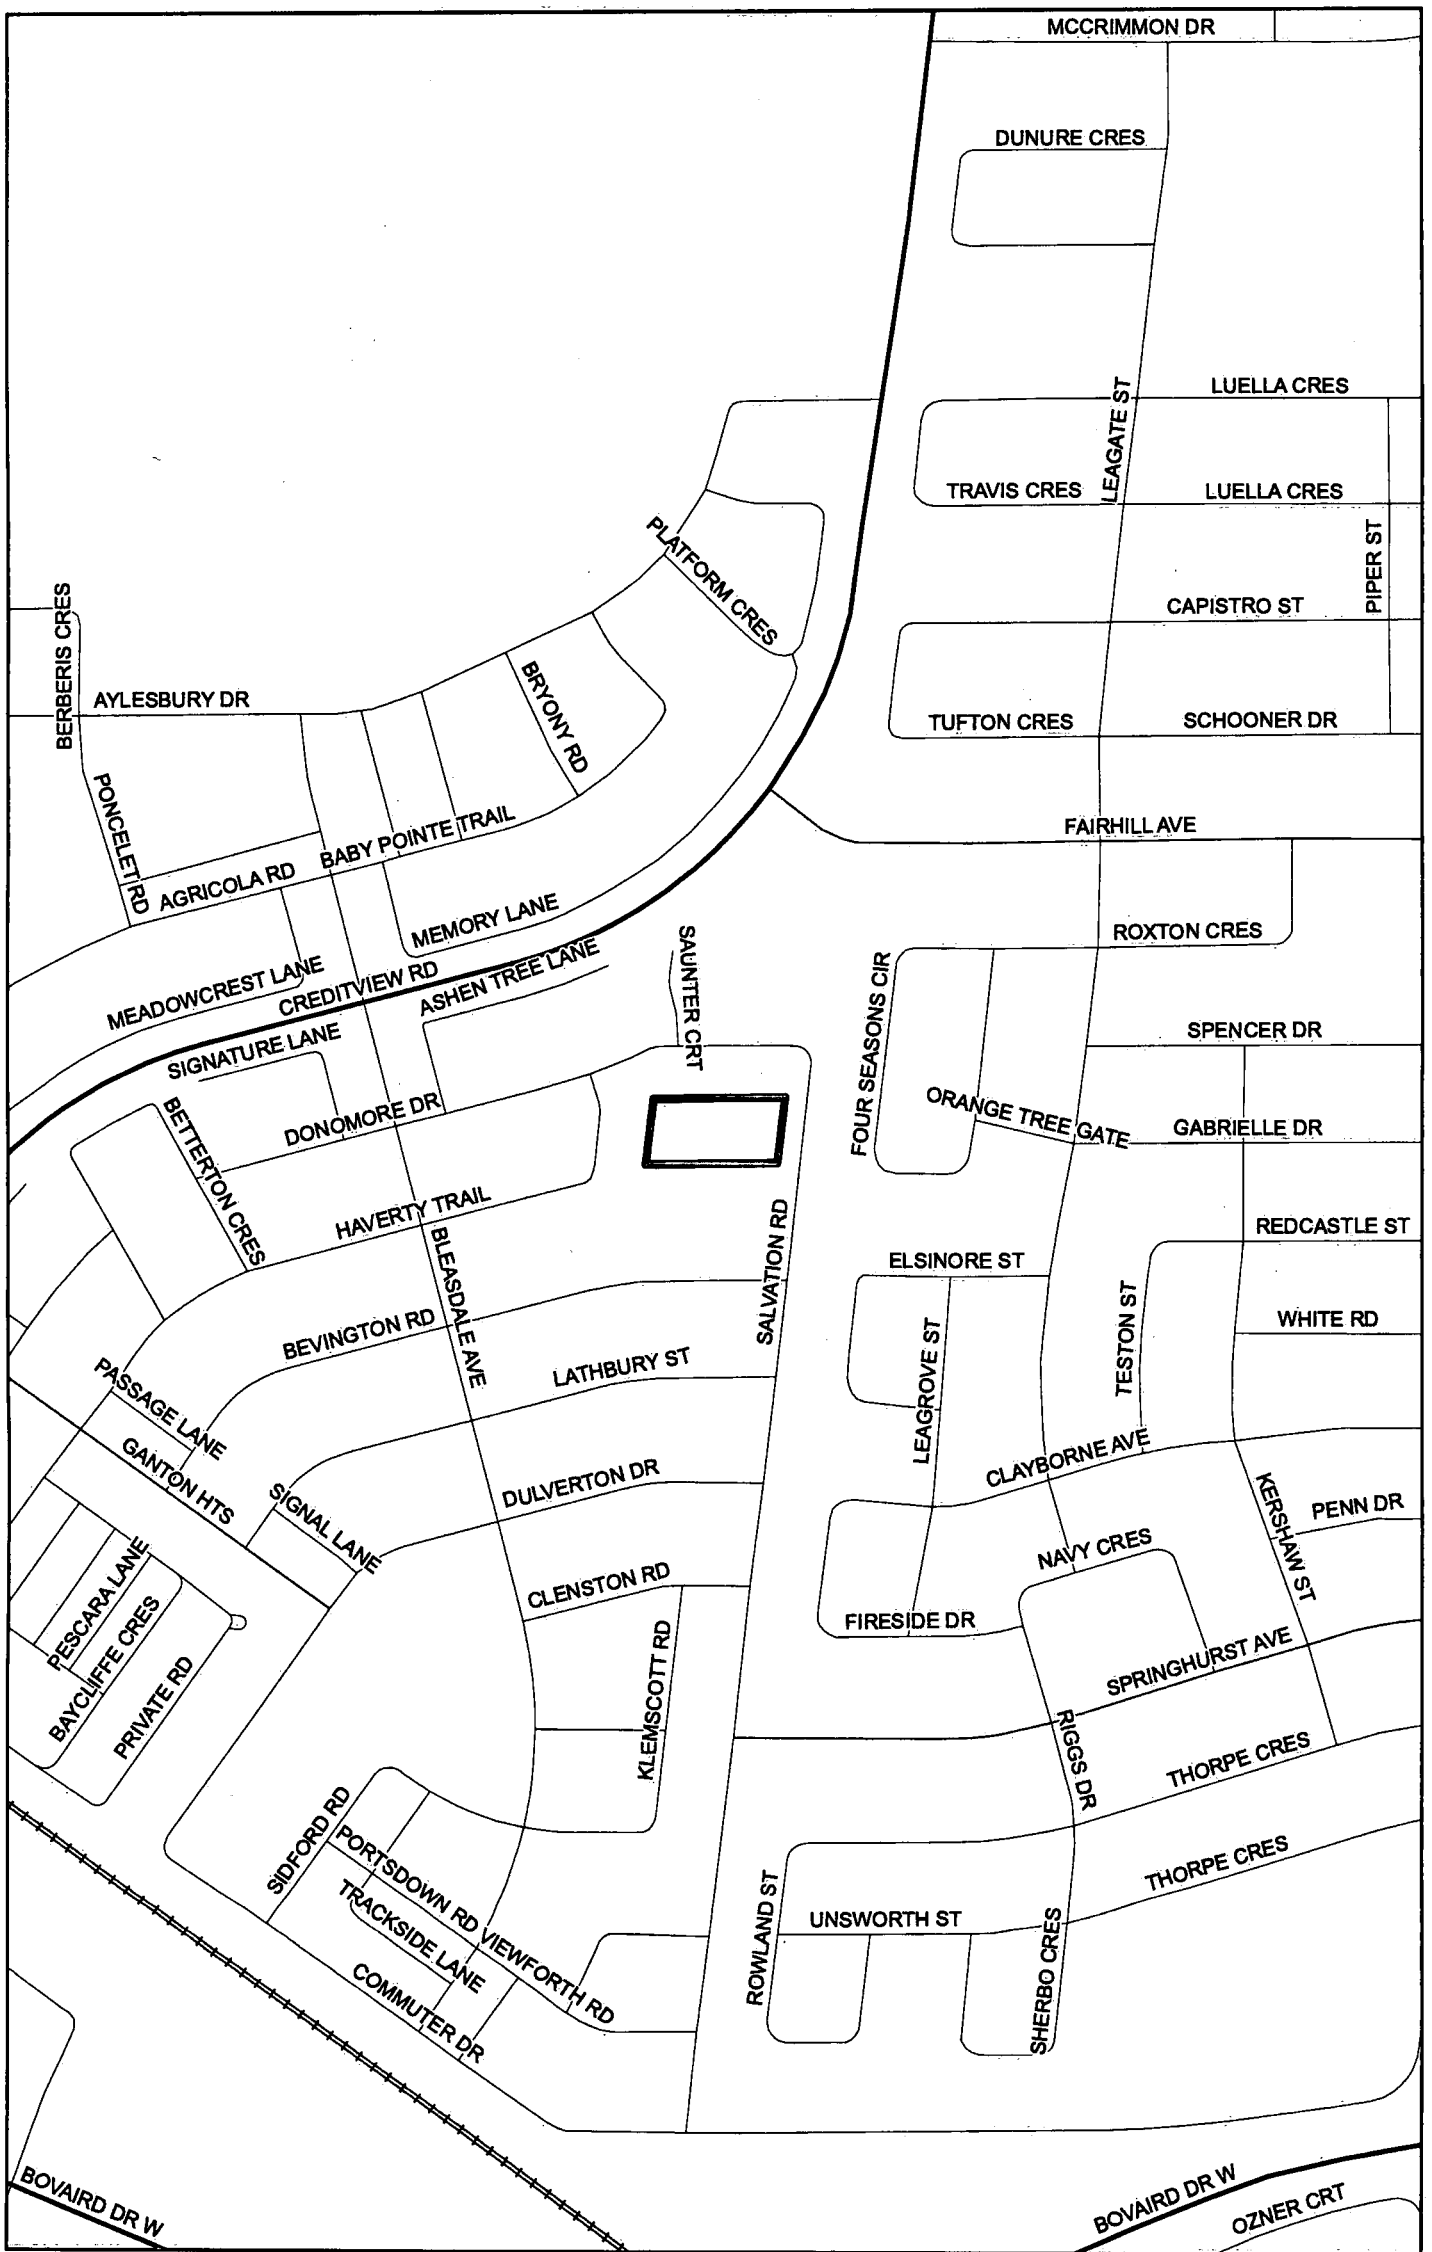 MCCRIMMON DR
DUNURE CRES
LUELLA CRES
LEAGATE ST
TRAVIS CRES
LUELLA CRES
PLATFORM CRES
PIPER ST
CAPISTRO ST
BERBERIS CRES
AYLESBURY DR
BRYONY RD
TUFTON CRES
SCHOONER DR
PONCELET RD
BABY POINTE TRAIL
FAIRHILL AVE
AGRICOLA RD
MEMORY LANE
ROXTON CRES
MEADOWCREST LANE
CREDITVIEW RD
ASHEN TREE LANE
SAUNTER CRT
FOUR SEASONS CIR
SIGNATURE LANE
SPENCER DR
BETTERTON CRES
DONOMORE DR
ORANGE TREE GATE
GABRIELLE DR
HAVERTY TRAIL
SALVATION RD
REDCASTLE ST
BLEASDALE AVE
ELSINORE ST
BEVINGTON RD
TESTON ST
WHITE RD
LEAGROVE ST
PASSAGE LANE
LATHBURY ST
GANTON HTS
CLAYBORNE AVE
SIGNAL LANE
DULVERTON DR
KERSHAW ST
PENN DR
PESCARA LANE
NAVY CRES
CLENSTON RD
BAYCLIFFE CRES
FIRESIDE DR
PRIVATE RD
KLEMSCOTT RD
SPRINGHURST AVE
RIGGS DR
THORPE CRES
SIDFORD RD
PORTSDOWN RD
THORPE CRES
TRACKSIDE LANE
VIEWFORTH RD
ROWLAND ST
UNSWORTH ST
SHERBO CRES
COMMUTER DR
BOVAIRD DR W
BOVAIRD DR W
OZNER CRT